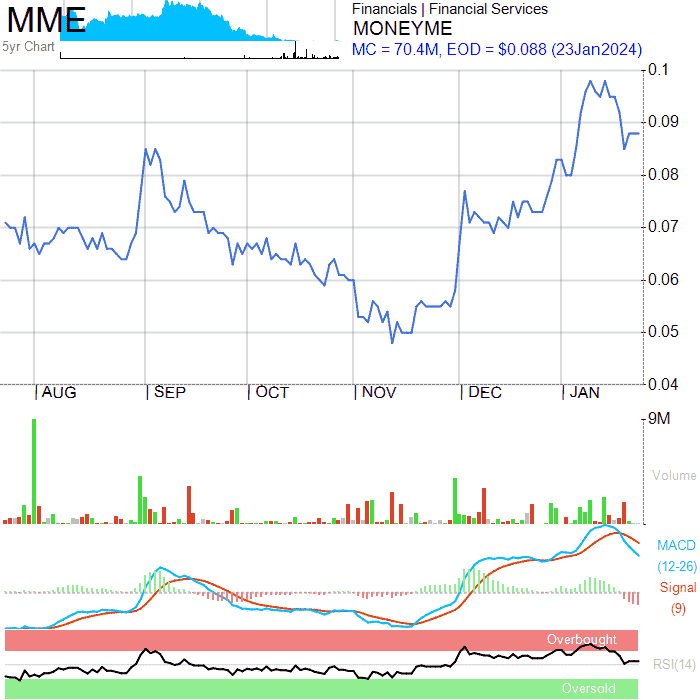 MME
5yr Chart
Financials | Financial Services
MONEYME
MC = 70.4M, EOD = $0.088 (23Jan2024)
0.1
0.09
0.08
0.07
0.06
0.05
0.04
|AUG |SEP |OCT |NOV |DEC |JAN
9M
Volume
MACD
(12-26)
Signal
(9)
Overbought
RSI(14)
Oversold